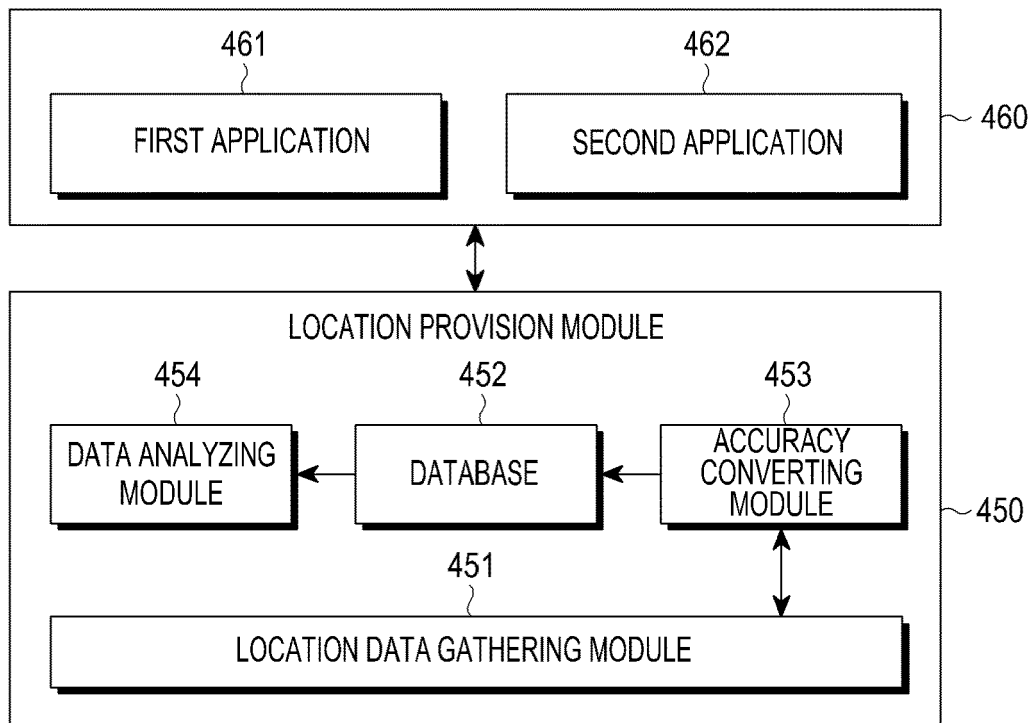 461
462
FIRST APPLICATION
SECOND APPLICATION
460
LOCATION PROVISION MODULE
454
452
453
DATA ANALYZING
MODULE
DATABASE
ACCURACY
CONVERTING
MODULE
450
451
LOCATION DATA GATHERING MODULE